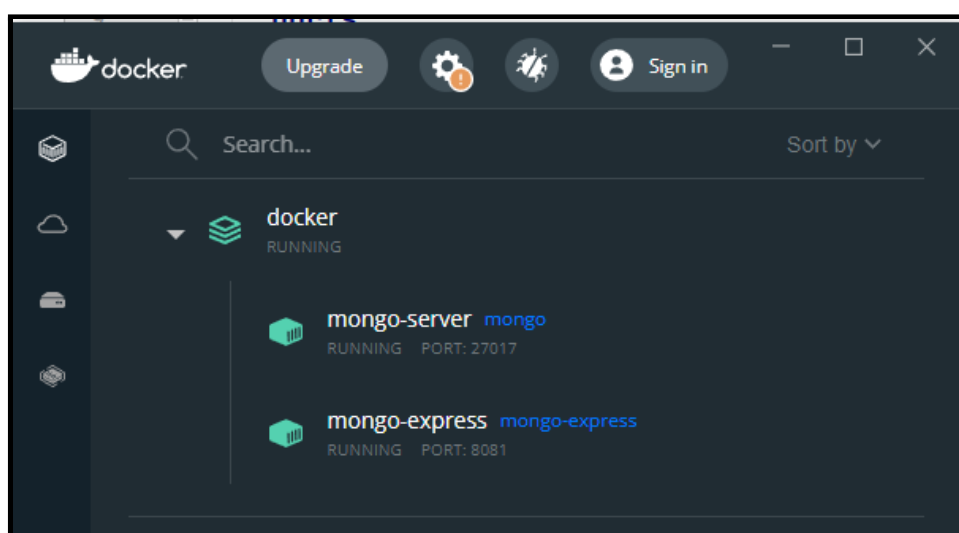 docker
Upgrade
Sign in
Search...
Sort by
docker
RUNNING
mongo-server mongo
RUNNING PORT: 27017
mongo-express mongo-express
RUNNING PORT: 8081